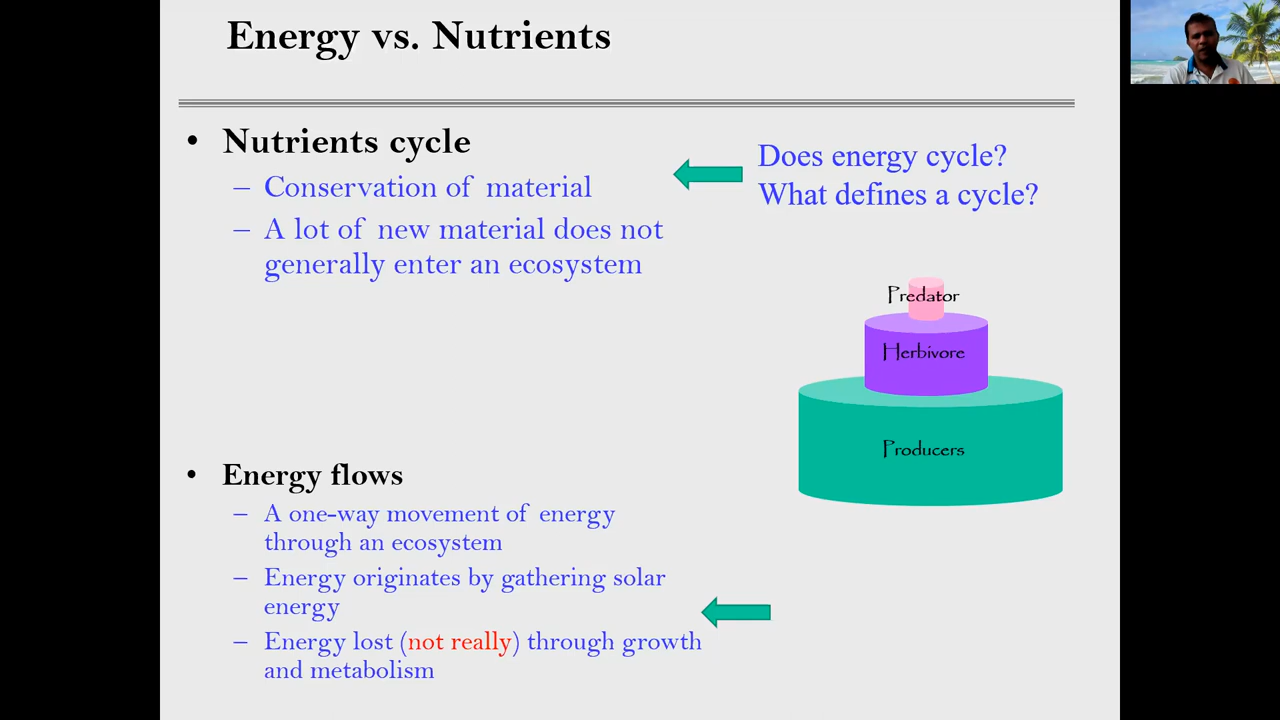 Energy vs. Nutrients
• Nutrients cycle
– Conservation of material
– A lot of new material does not
generally enter an ecosystem
Does energy cycle?
What defines a cycle?
Predator
Herbivore
Producers
• Energy flows
– A one-way movement of energy
through an ecosystem
– Energy originates by gathering solar
energy
– Energy lost (not really) through growth
and metabolism